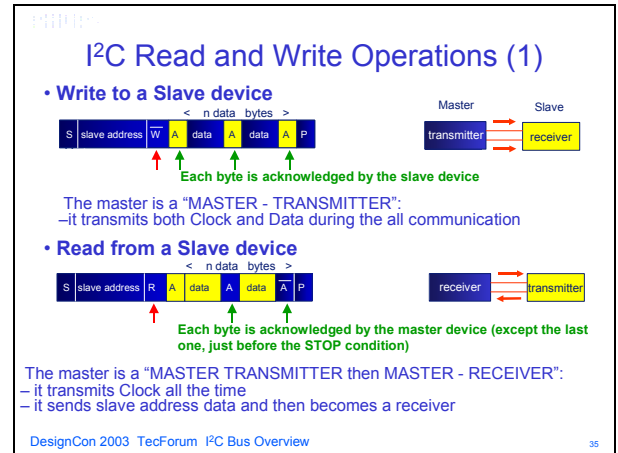 PHILIPS
I²C Read and Write Operations (1)
• Write to a Slave device
< n data bytes >
S slave address W̅ A data A data A P
Each byte is acknowledged by the slave device
Master Slave
transmitter receiver
The master is a “MASTER - TRANSMITTER”:
–it transmits both Clock and Data during the all communication
• Read from a Slave device
< n data bytes >
S slave address R A data A data A̅ P
receiver transmitter
Each byte is acknowledged by the master device (except the last
one, just before the STOP condition)
The master is a “MASTER TRANSMITTER then MASTER - RECEIVER”:
– it transmits Clock all the time
– it sends slave address data and then becomes a receiver
DesignCon 2003 TecForum I²C Bus Overview 35